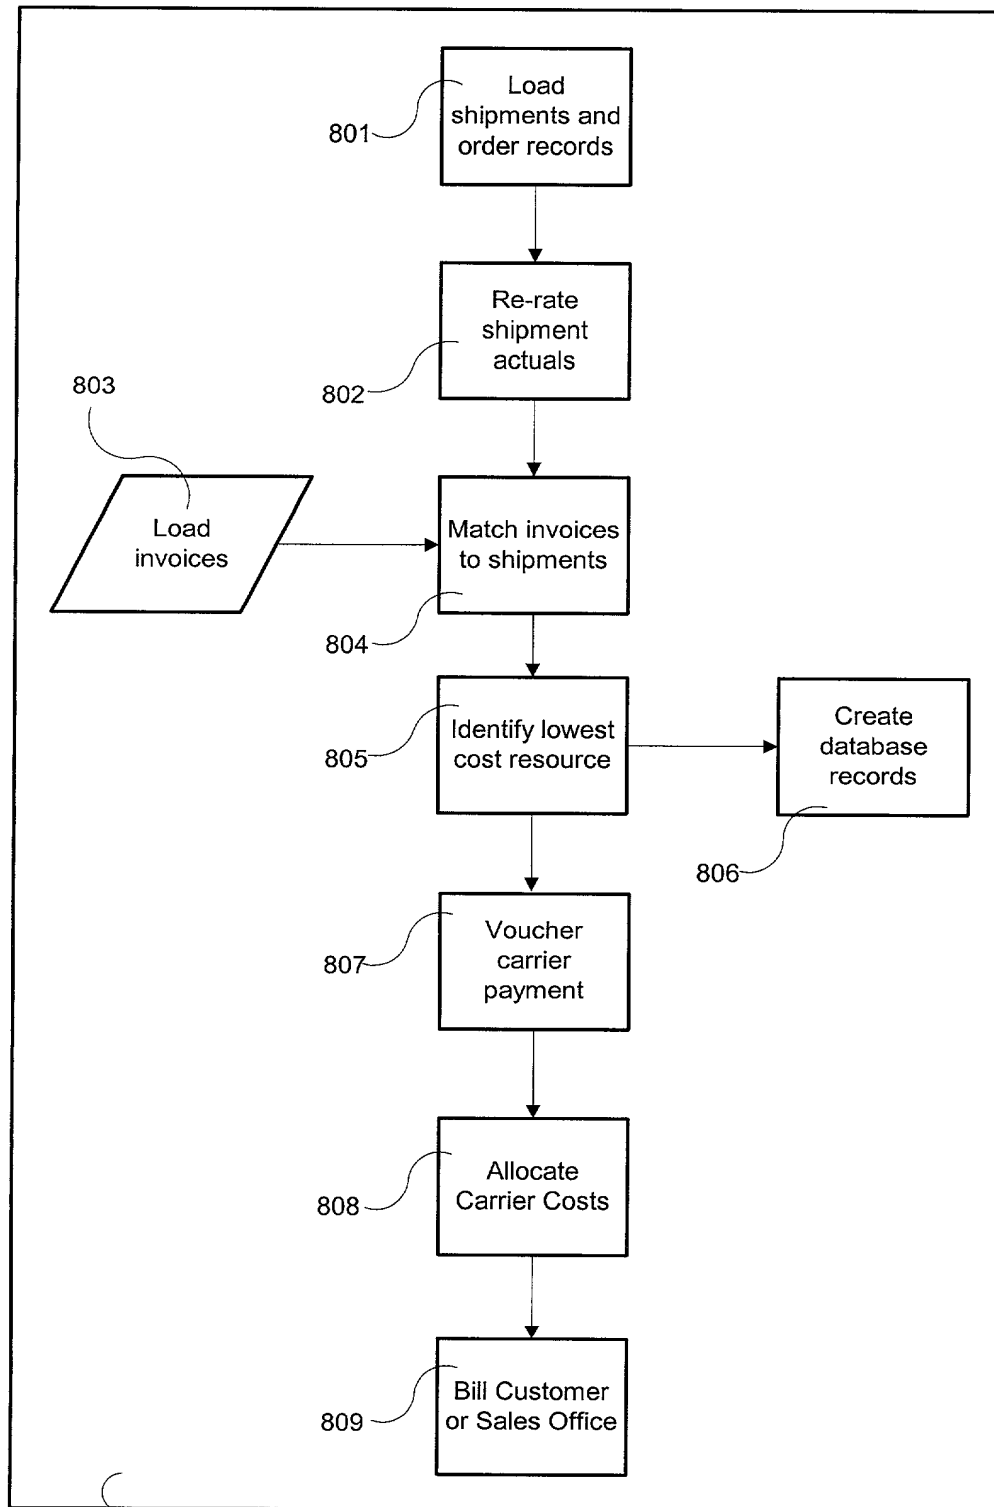 Load
shipments and
order records
801
Re-rate
shipment
actuals
802
803
Load
invoices
Match invoices
to shipments
804
Identify lowest
cost resource
805
Create
database
records
806
Voucher
carrier
payment
807
Allocate
Carrier Costs
808
Bill Customer
or Sales Office
809